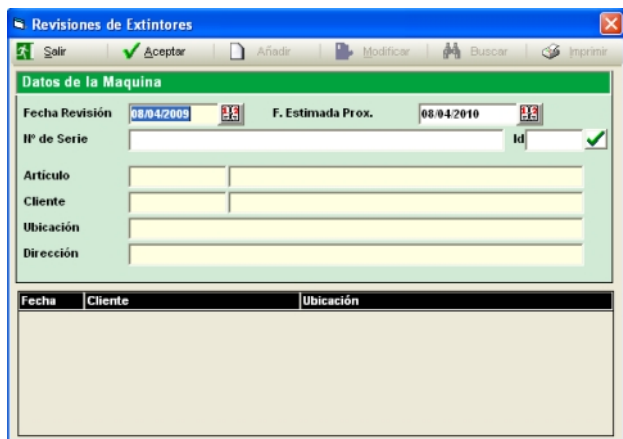 Revisiones de Extintores
Salir Aceptar Añadir Modificar Buscar Imprimir
Datos de la Maquina
Fecha Revisión 08/04/2009 F. Estimada Prox. 08/04/2010
Nº de Serie Id
Artículo
Cliente
Ubicación
Dirección
Fecha Cliente Ubicación